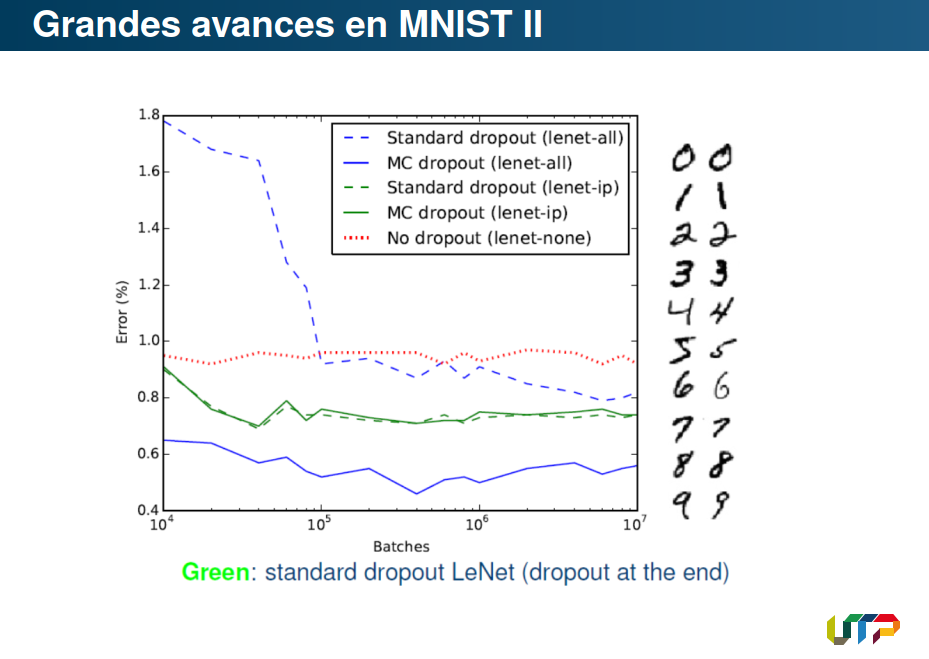 Grandes avances en MNIST II
1.8
1.6
1.4
1.2
1.0
0.8
0.6
0.4
Error (%)
Standard dropout (lenet-all)
MC dropout (lenet-all)
Standard dropout (lenet-ip)
MC dropout (lenet-ip)
No dropout (lenet-none)
10⁴ 10⁵ 10⁶ 10⁷
Batches
0 0
1 1
2 2
3 3
4 4
5 5
6 6
7 7
8 8
9 9
Green: standard dropout LeNet (dropout at the end)
UTP